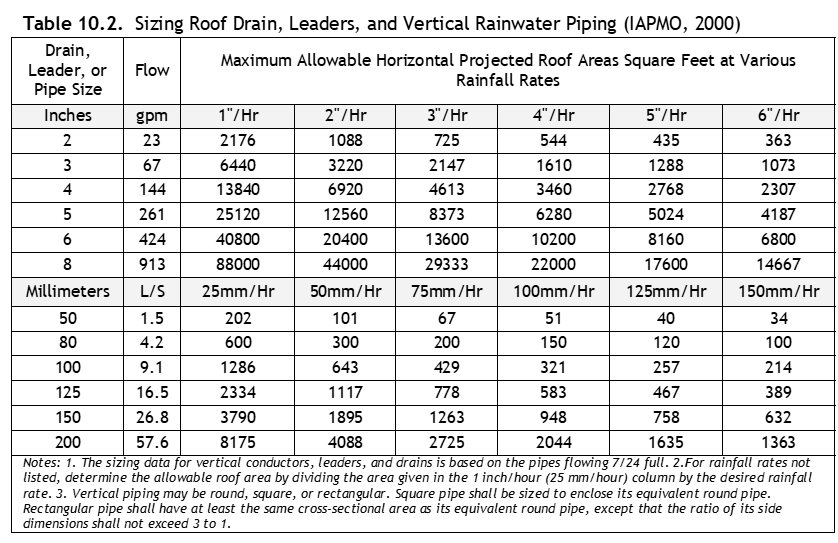 Table 10.2. Sizing Roof Drain, Leaders, and Vertical Rainwater Piping (IAPMO, 2000)
Drain, Leader, or Pipe Size Flow Maximum Allowable Horizontal Projected Roof Areas Square Feet at Various Rainfall Rates
Inches gpm 1"/Hr 2"/Hr 3"/Hr 4"/Hr 5"/Hr 6"/Hr
2 23 2176 1088 725 544 435 363
3 67 6440 3220 2147 1610 1288 1073
4 144 13840 6920 4613 3460 2768 2307
5 261 25120 12560 8373 6280 5024 4187
6 424 40800 20400 13600 10200 8160 6800
8 913 88000 44000 29333 22000 17600 14667
Millimeters L/S 25mm/Hr 50mm/Hr 75mm/Hr 100mm/Hr 125mm/Hr 150mm/Hr
50 1.5 202 101 67 51 40 34
80 4.2 600 300 200 150 120 100
100 9.1 1286 643 429 321 257 214
125 16.5 2334 1117 778 583 467 389
150 26.8 3790 1895 1263 948 758 632
200 57.6 8175 4088 2725 2044 1635 1363
Notes: 1. The sizing data for vertical conductors, leaders, and drains is based on the pipes flowing 7/24 full. 2.For rainfall rates not
listed, determine the allowable roof area by dividing the area given in the 1 inch/hour (25 mm/hour) column by the desired rainfall
rate. 3. Vertical piping may be round, square, or rectangular. Square pipe shall be sized to enclose its equivalent round pipe.
Rectangular pipe shall have at least the same cross-sectional area as its equivalent round pipe, except that the ratio of its side
dimensions shall not exceed 3 to 1.